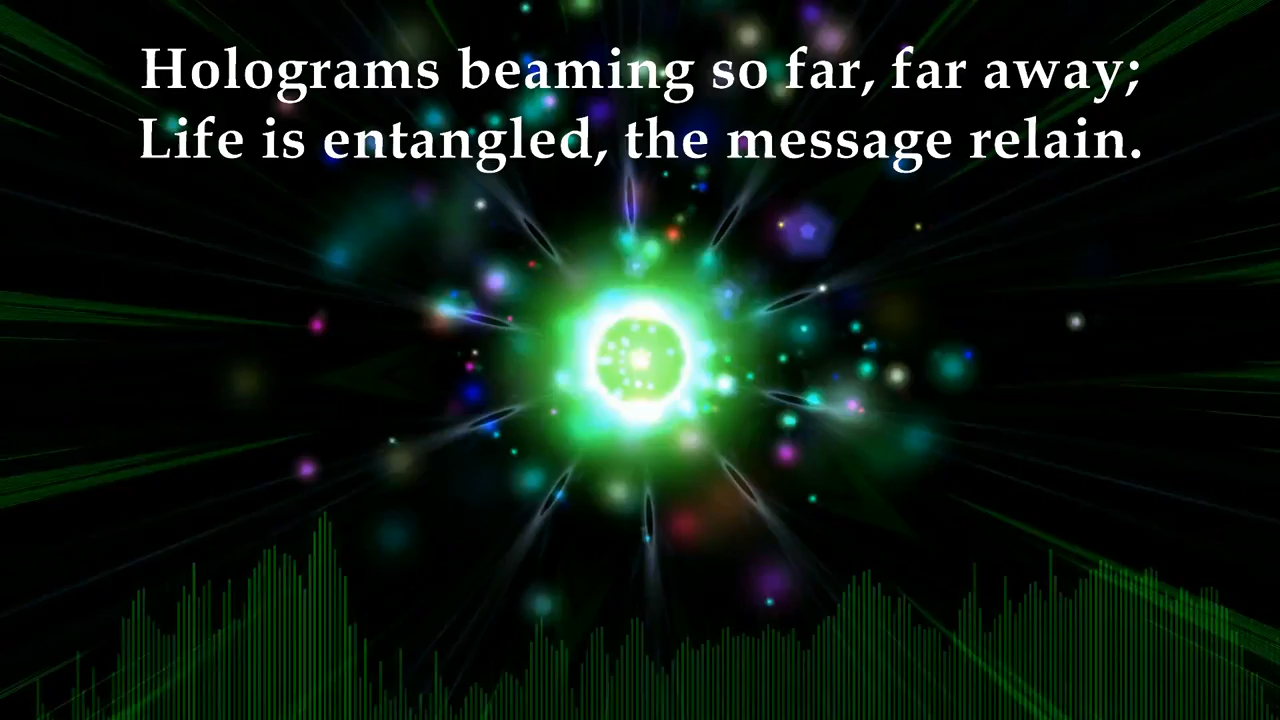 Holograms beaming so far, far away;
Life is entangled, the message relain.